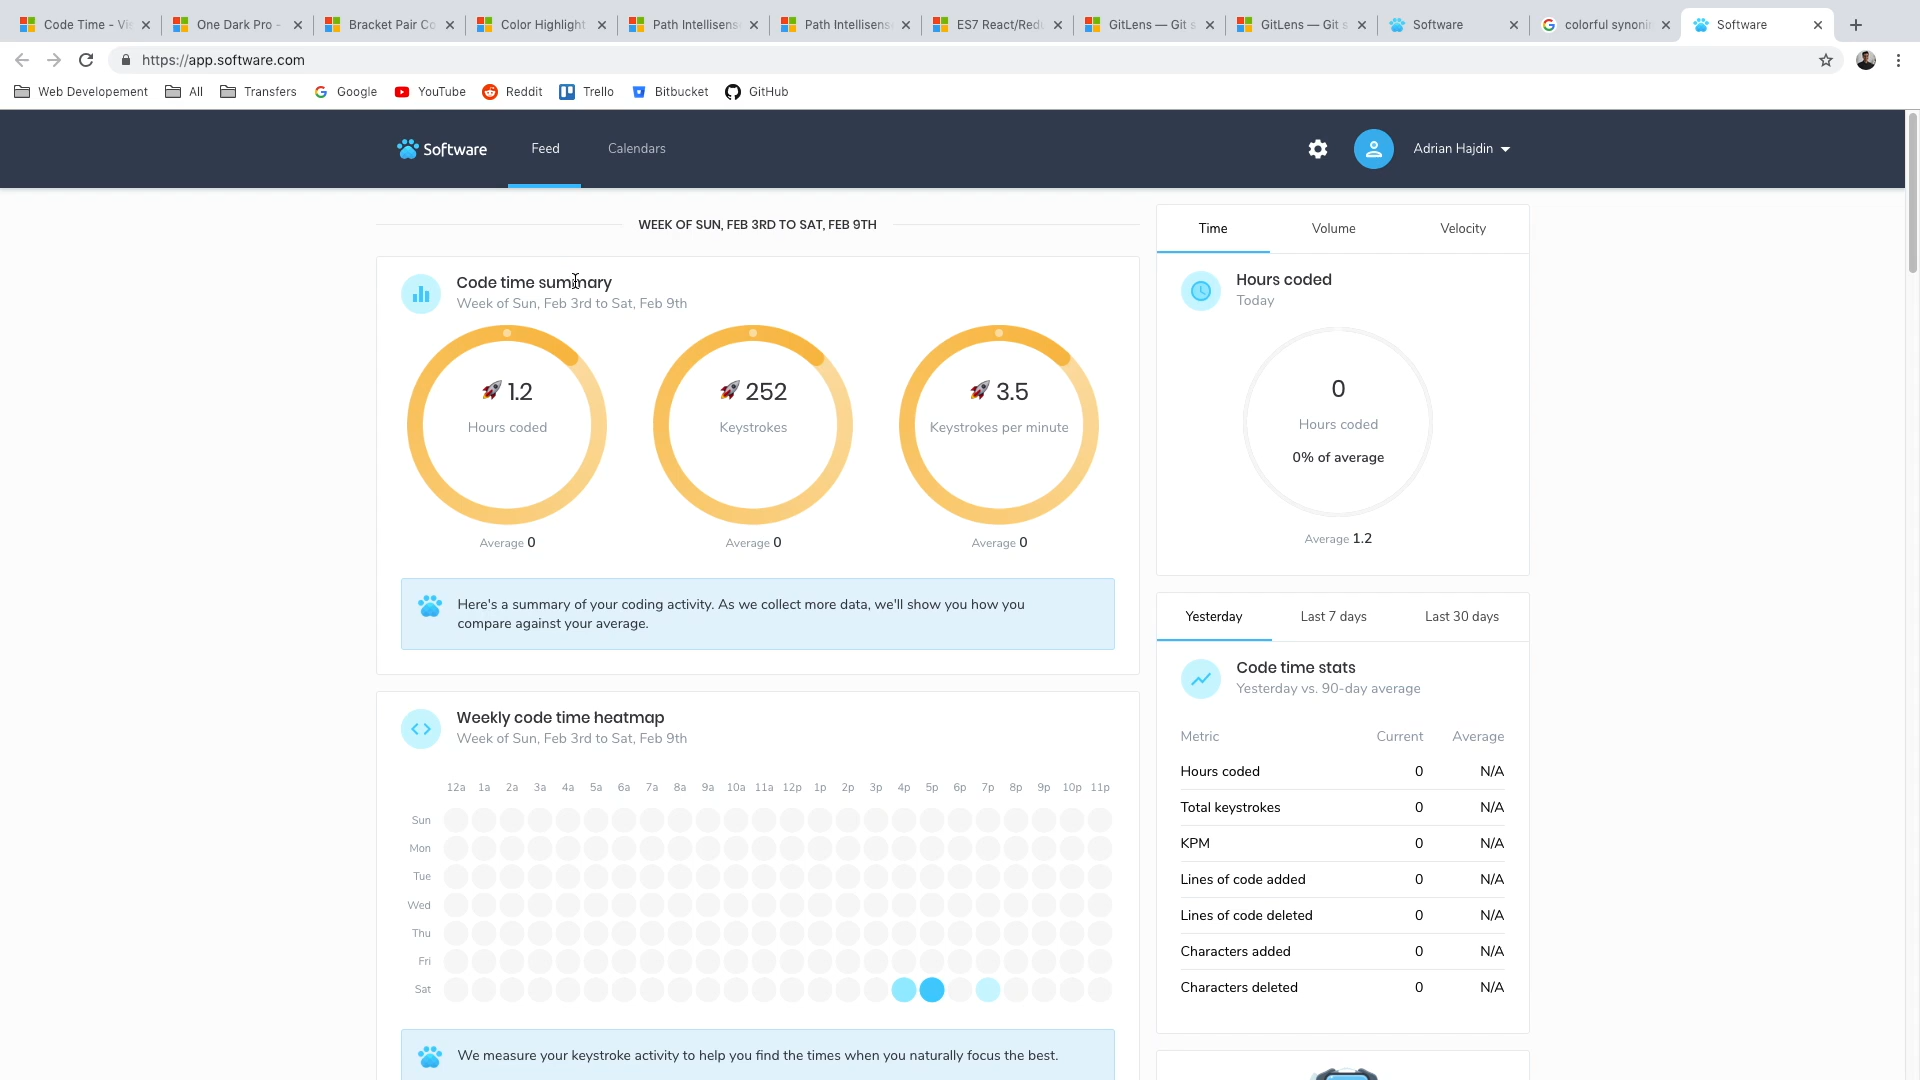 Code Time - Vis
One Dark Pro -
Bracket Pair Co
Color Highlight
Path Intellisens
Path Intellisens
ES7 React/Redu
GitLens — Git s
GitLens — Git s
Software
colorful synonin
Software
https://app.software.com
Web Developement
All
Transfers
Google
YouTube
Reddit
Trello
Bitbucket
GitHub
Software
Feed
Calendars
Adrian Hajdin
WEEK OF SUN, FEB 3RD TO SAT, FEB 9TH
Code time summary
Week of Sun, Feb 3rd to Sat, Feb 9th
🚀 1.2
Hours coded
Average 0
🚀 252
Keystrokes
Average 0
🚀 3.5
Keystrokes per minute
Average 0
Here's a summary of your coding activity. As we collect more data, we'll show you how you
compare against your average.
Weekly code time heatmap
Week of Sun, Feb 3rd to Sat, Feb 9th
12a 1a 2a 3a 4a 5a 6a 7a 8a 9a 10a 11a 12p 1p 2p 3p 4p 5p 6p 7p 8p 9p 10p 11p
Sun
Mon
Tue
Wed
Thu
Fri
Sat
We measure your keystroke activity to help you find the times when you naturally focus the best.
Time Volume Velocity
Hours coded
Today
0
Hours coded
0% of average
Average 1.2
Yesterday Last 7 days Last 30 days
Code time stats
Yesterday vs. 90-day average
Metric Current Average
Hours coded 0 N/A
Total keystrokes 0 N/A
KPM 0 N/A
Lines of code added 0 N/A
Lines of code deleted 0 N/A
Characters added 0 N/A
Characters deleted 0 N/A